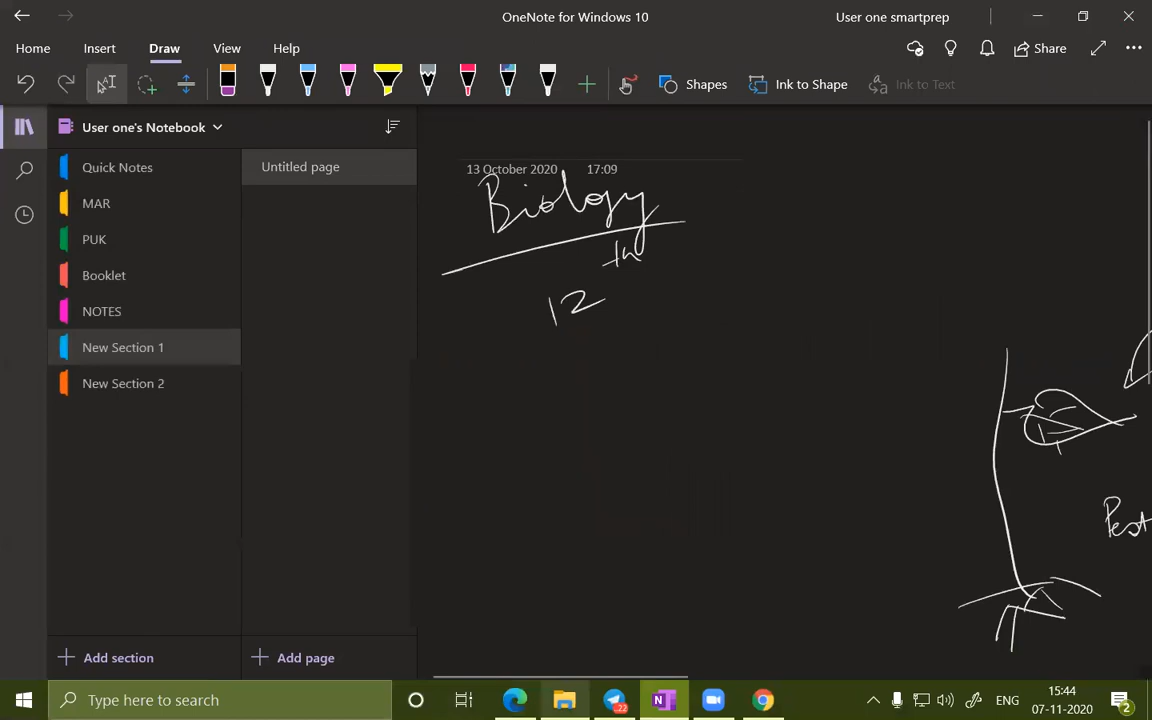 OneNote for Windows 10
User one smartprep
Home
Insert
Draw
View
Help
Share
Shapes
Ink to Shape
Ink to Text
User one's Notebook
Quick Notes
MAR
PUK
Booklet
NOTES
New Section 1
New Section 2
Untitled page
13 October 2020 17:09
Biology
12th
Add section
Add page
Type here to search
22
N
ENG
15:44
07-11-2020
2